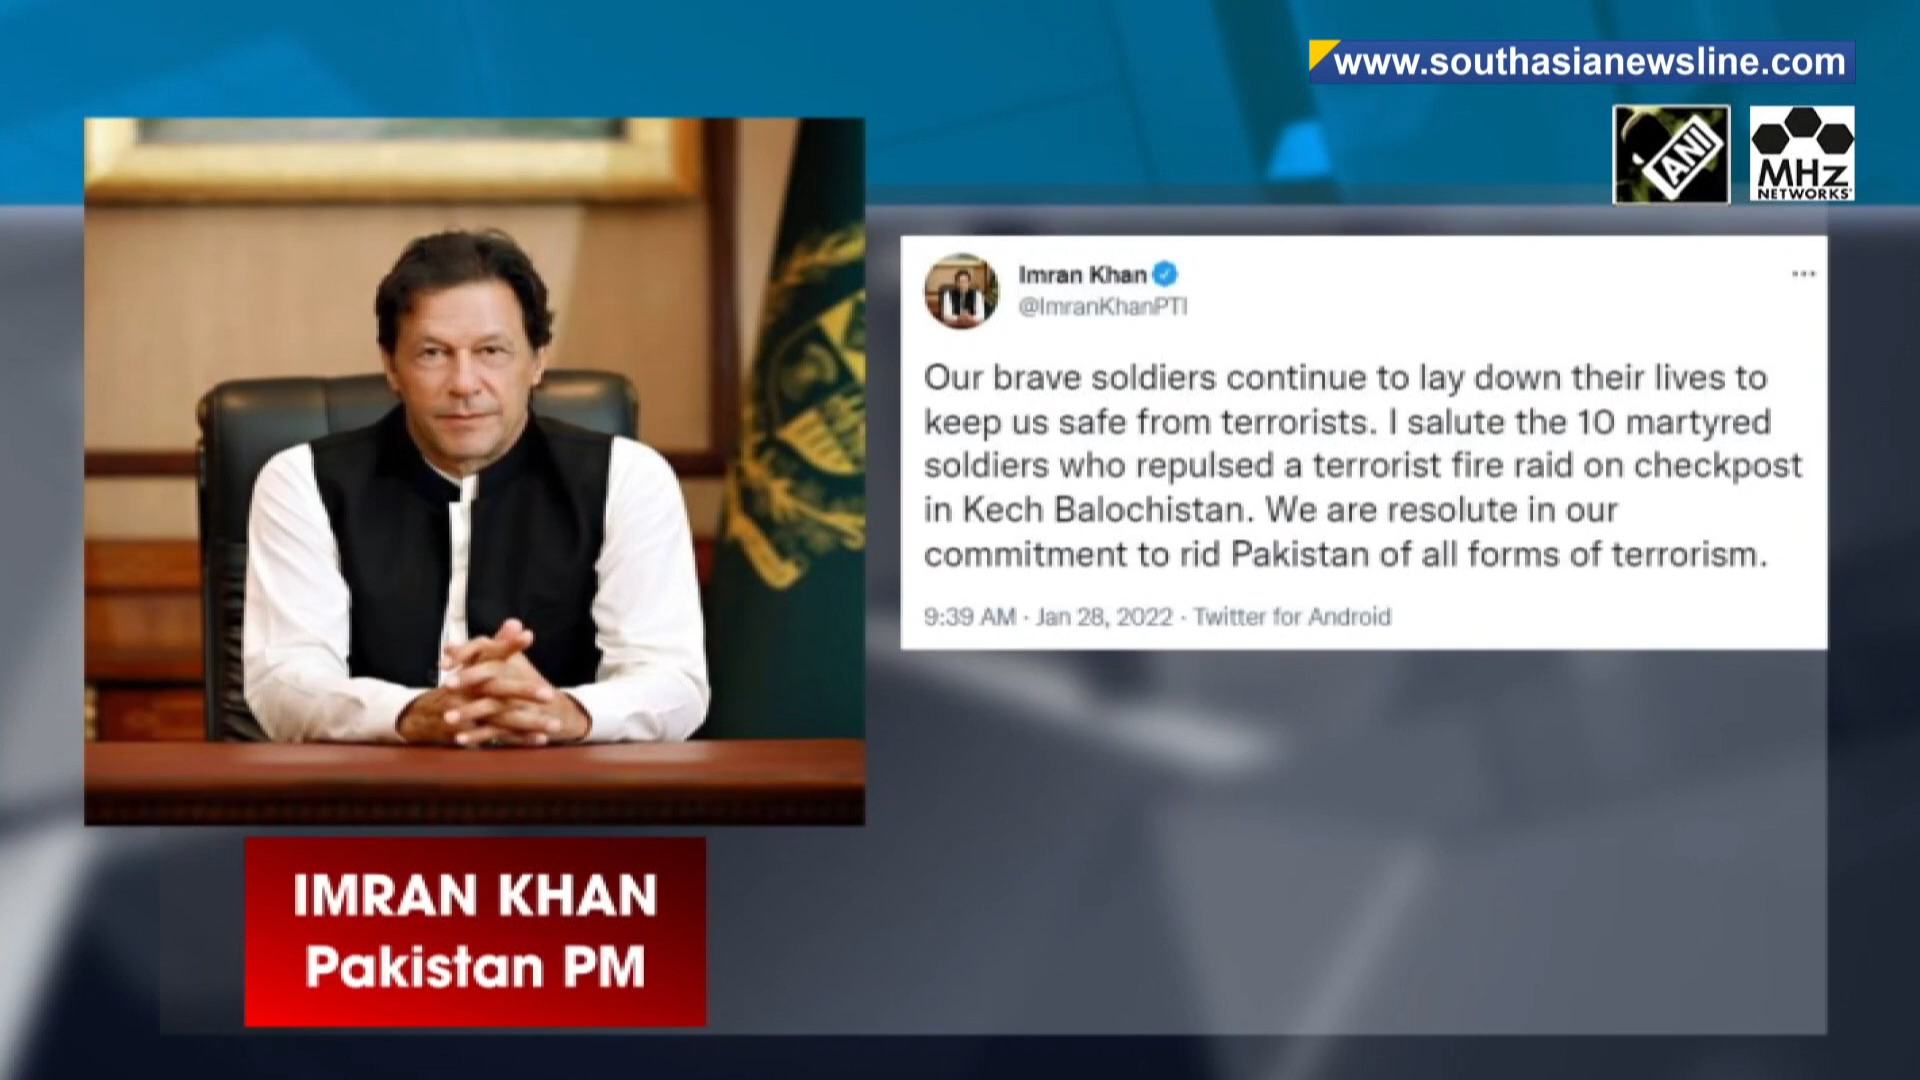 www.southasianewsline.com
ANI
MHz
NETWORKS
Imran Khan
@ImranKhanPTI
Our brave soldiers continue to lay down their lives to
keep us safe from terrorists. I salute the 10 martyred
soldiers who repulsed a terrorist fire raid on checkpost
in Kech Balochistan. We are resolute in our
commitment to rid Pakistan of all forms of terrorism.
9:39 AM · Jan 28, 2022 · Twitter for Android
IMRAN KHAN
Pakistan PM